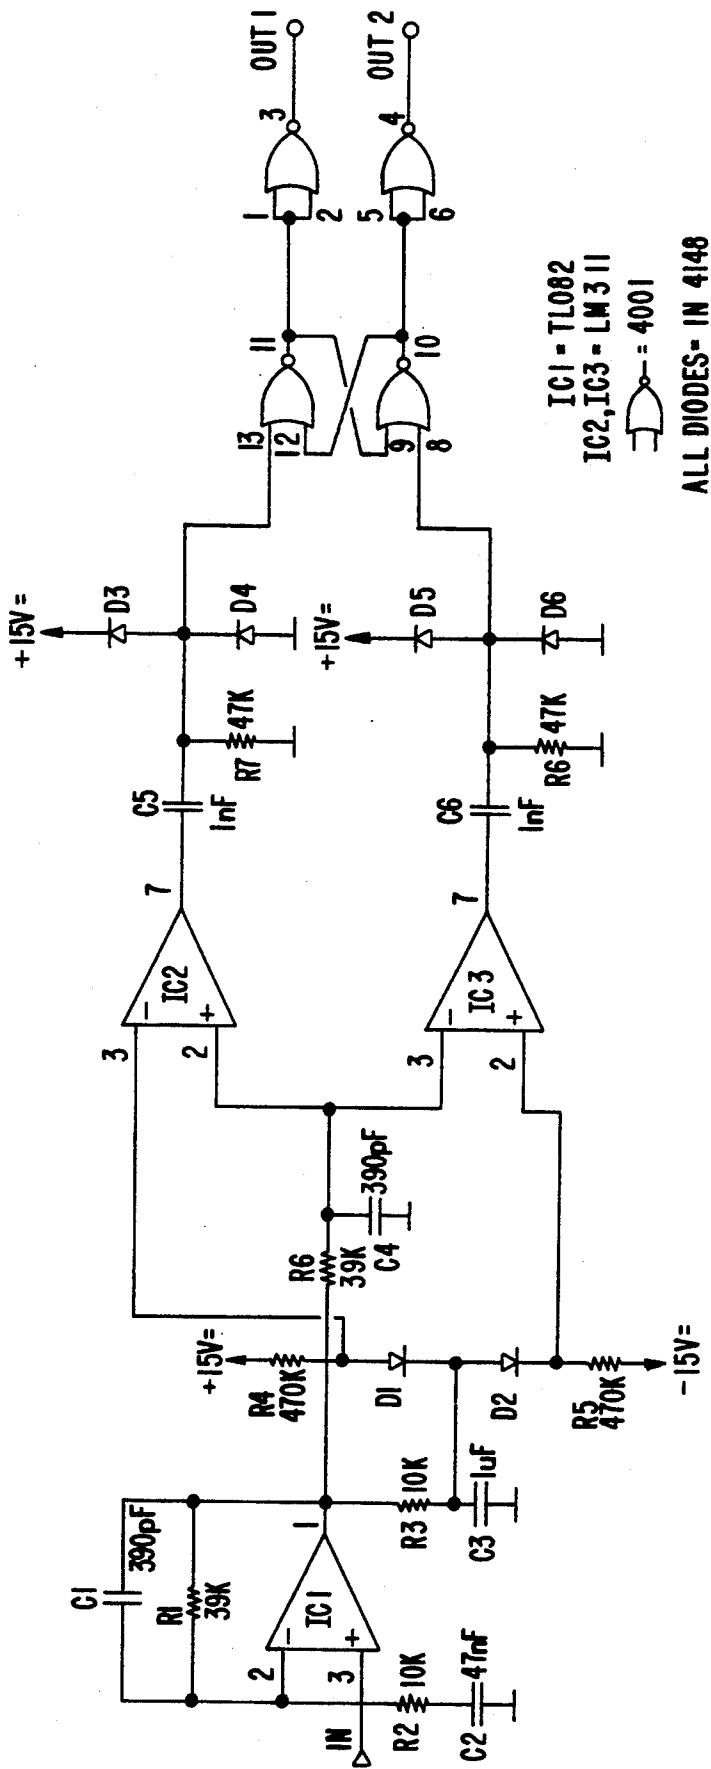 C1
390pF
R1
39K
IC1
2
3
1
IN
R2
10K
C2
47nF
R3
10K
C3
1uF
+15V=
R4
470K
D1
D2
R5
470K
-15V=
R6
39K
C4
390pF
3
2
IC2
-
+
7
3
2
IC3
-
+
7
C5
1nF
R7
47K
+15V=
D3
D4
C6
1nF
R6
47K
+15V=
D5
D6
13
12
11
9
8
10
1
2
3
OUT 1
5
6
4
OUT 2
IC1 = TL082
IC2,IC3 = LM311
= 4001
ALL DIODES= IN 4148